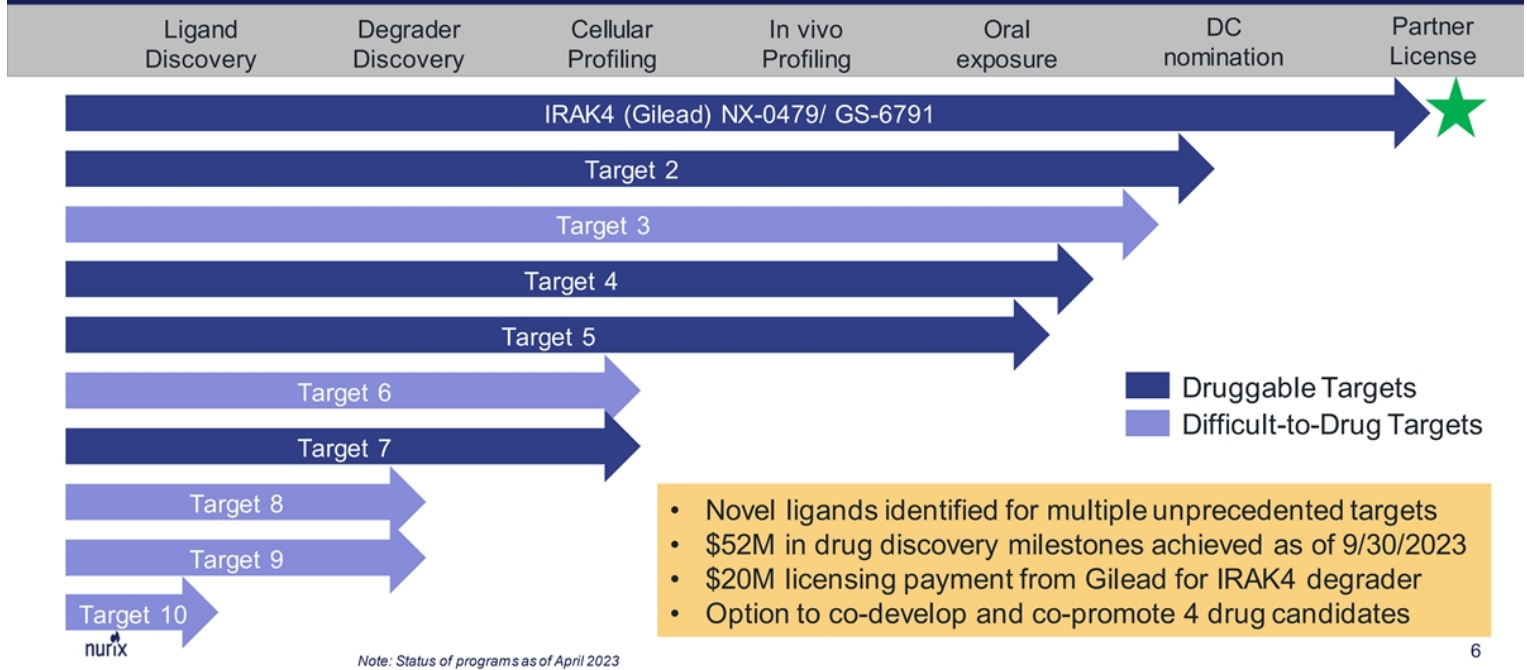 Ligand Discovery
Degrader Discovery
Cellular Profiling
In vivo Profiling
Oral exposure
DC nomination
Partner License
IRAK4 (Gilead) NX-0479/ GS-6791
Target 2
Target 3
Target 4
Target 5
Target 6
Target 7
Target 8
Target 9
Target 10
Druggable Targets
Difficult-to-Drug Targets
• Novel ligands identified for multiple unprecedented targets
• $52M in drug discovery milestones achieved as of 9/30/2023
• $20M licensing payment from Gilead for IRAK4 degrader
• Option to co-develop and co-promote 4 drug candidates
nurix
Note: Status of programs as of April 2023
6